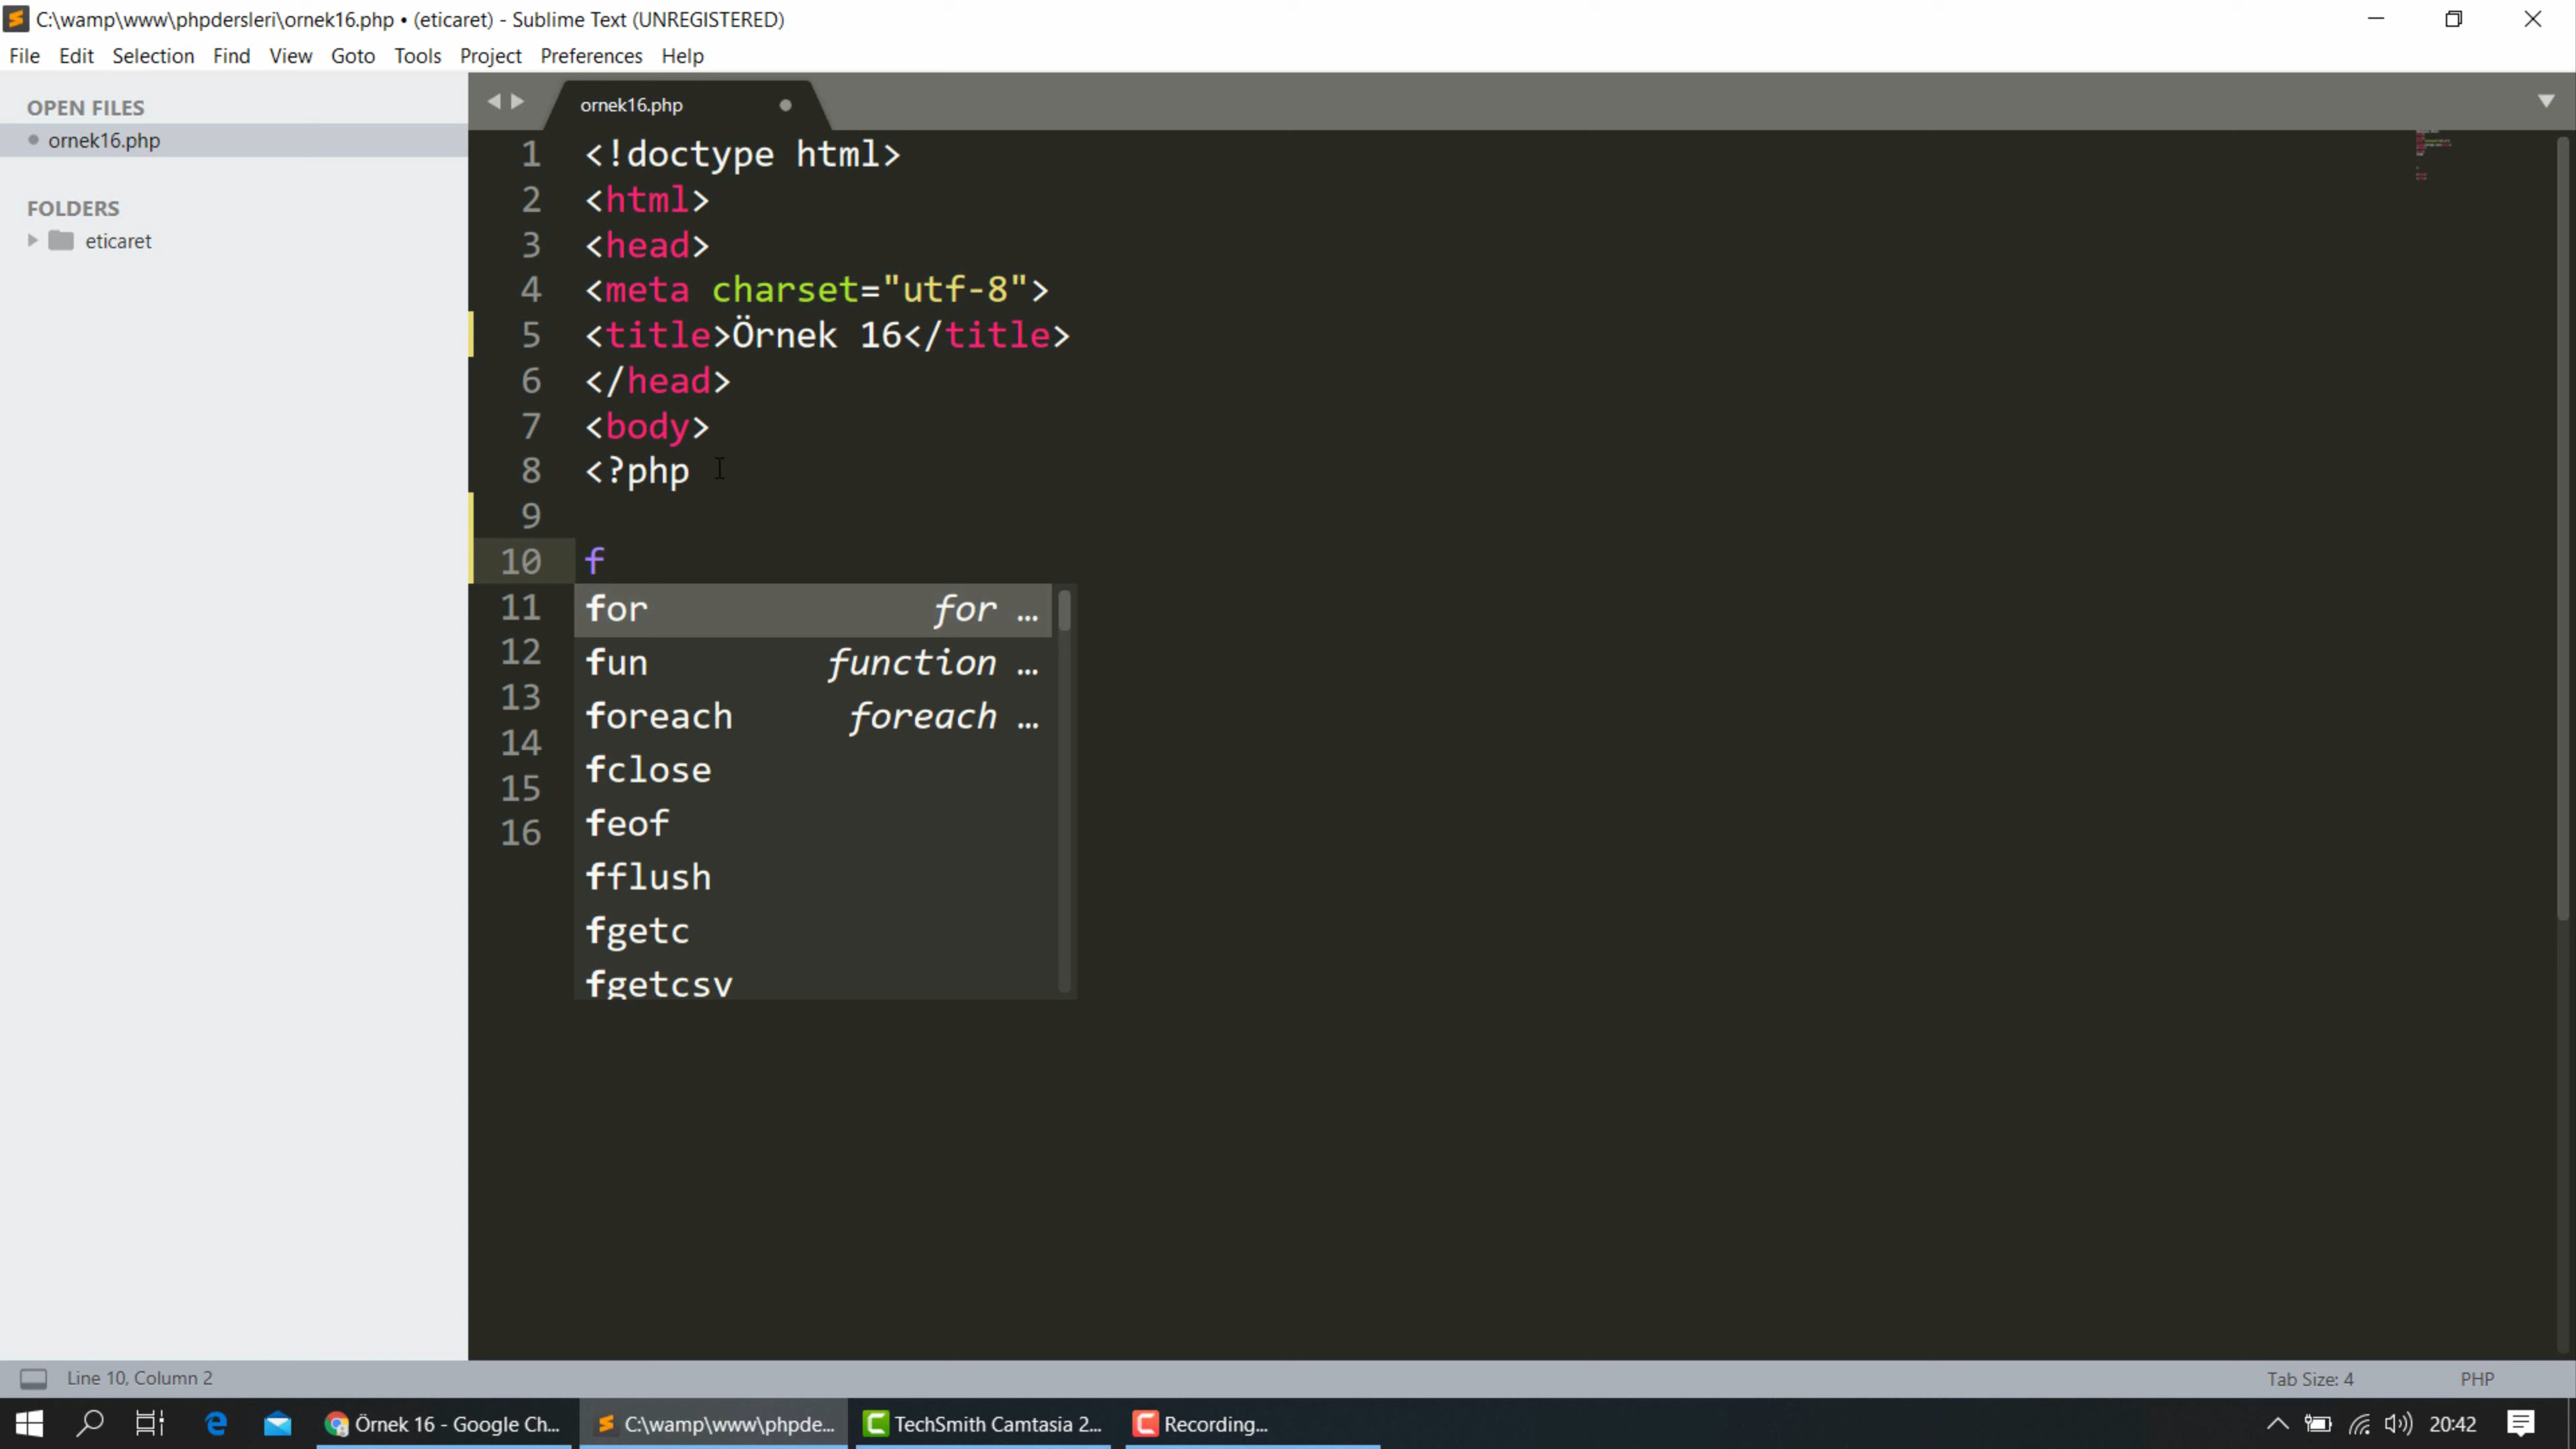 C:\wamp\www\phpdersleri\ornek16.php • (eticaret) - Sublime Text (UNREGISTERED)
File Edit Selection Find View Goto Tools Project Preferences Help
OPEN FILES
ornek16.php
FOLDERS
eticaret
ornek16.php
1 <!doctype html>
2 <html>
3 <head>
4 <meta charset="utf-8">
5 <title>Örnek 16</title>
6 </head>
7 <body>
8 <?php
9
10 f
11
12
13
14
15
16
for for …
fun function …
foreach foreach …
fclose
feof
fflush
fgetc
fgetcsv
Line 10, Column 2
Tab Size: 4 PHP
Örnek 16 - Google Ch...
C:\wamp\www\phpde...
TechSmith Camtasia 2...
Recording...
20:42